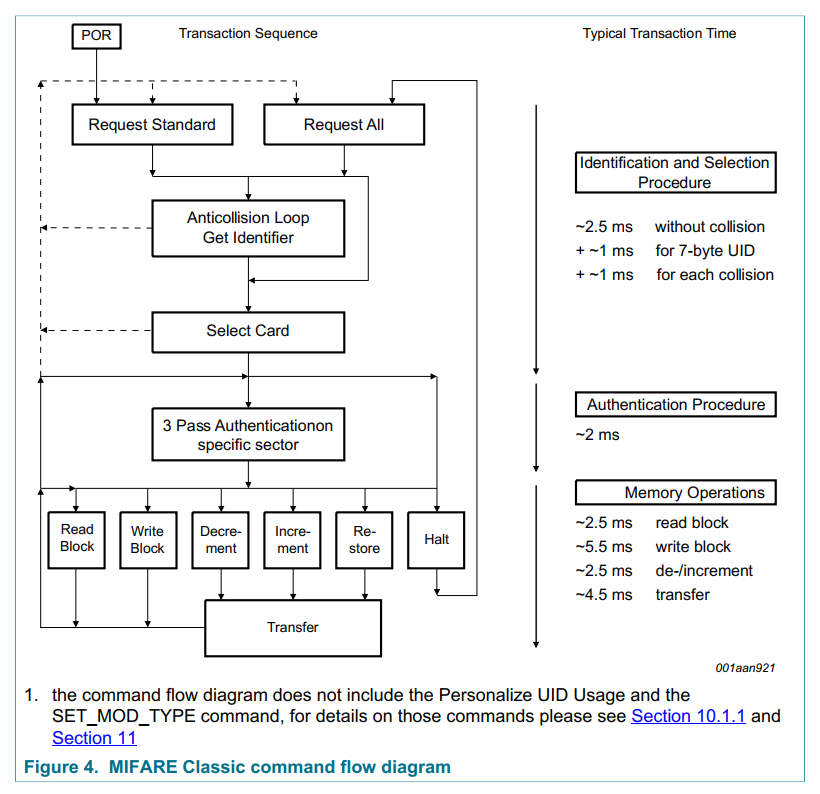 POR
Transaction Sequence
Typical Transaction Time
Request Standard
Request All
Identification and Selection
Procedure
Anticollision Loop
Get Identifier
~2.5 ms without collision
+ ~1 ms for 7-byte UID
+ ~1 ms for each collision
Select Card
3 Pass Authenticationon
specific sector
Authentication Procedure
~2 ms
Read
Block
Write
Block
Decre-
ment
Incre-
ment
Re-
store
Halt
Memory Operations
~2.5 ms read block
~5.5 ms write block
~2.5 ms de-/increment
~4.5 ms transfer
Transfer
001aan921
1. the command flow diagram does not include the Personalize UID Usage and the
SET_MOD_TYPE command, for details on those commands please see Section 10.1.1 and
Section 11
Figure 4. MIFARE Classic command flow diagram